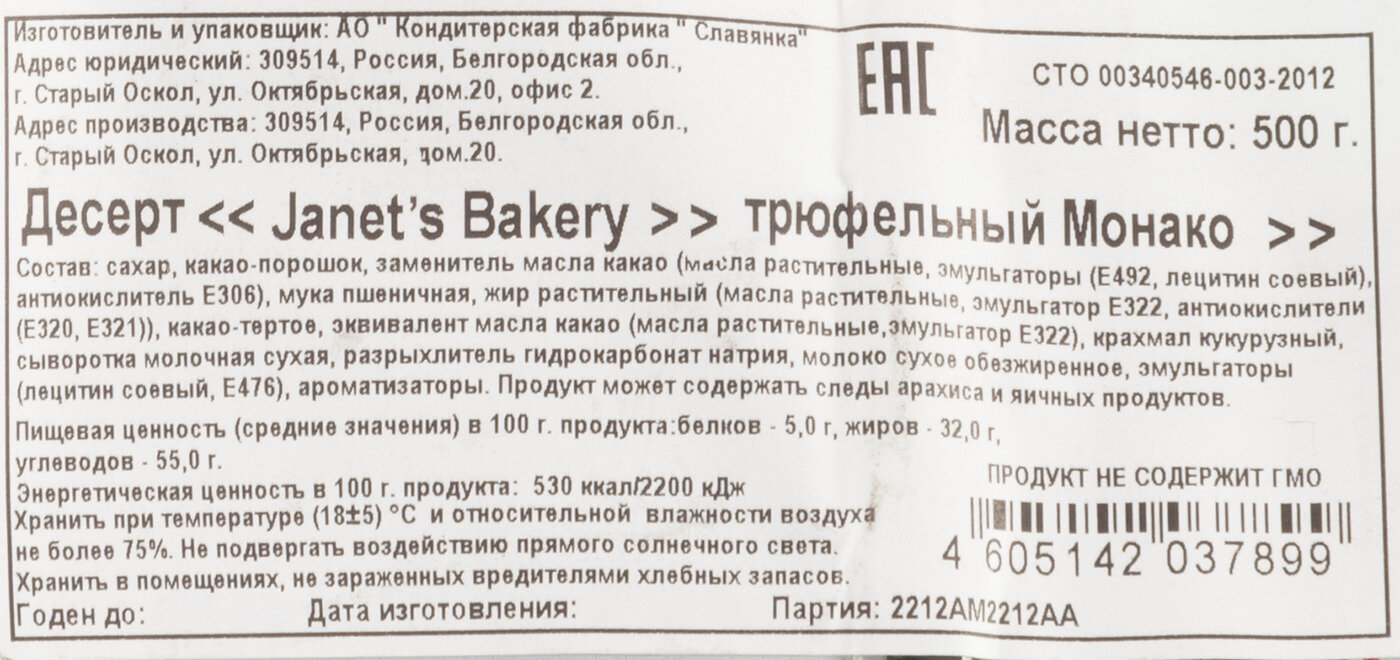 Изготовитель и упаковщик: АО " Кондитерская фабрика " Славянка"
Адрес юридический: 309514, Россия, Белгородская обл.,
г. Старый Оскол, ул. Октябрьская, дом.20, офис 2.
Адрес производства: 309514, Россия, Белгородская обл.,
г. Старый Оскол, ул. Октябрьская, дом.20.
EAC
СТО 00340546-003-2012
Масса нетто: 500 г.
Десерт << Janet's Bakery >> трюфельный Монако >>
Состав: сахар, какао-порошок, заменитель масла какао (масла растительные, эмульгаторы (Е492, лецитин соевый),
антиокислитель Е306), мука пшеничная, жир растительный (масла растительные, эмульгатор Е322, антиокислители
(Е320, Е321)), какао-тертое, эквивалент масла какао (масла растительные,эмульгатор Е322), крахмал кукурузный,
сыворотка молочная сухая, разрыхлитель гидрокарбонат натрия, молоко сухое обезжиренное, эмульгаторы
(лецитин соевый, Е476), ароматизаторы. Продукт может содержать следы арахиса и яичных продуктов.
Пищевая ценность (средние значения) в 100 г. продукта:белков - 5,0 г, жиров - 32,0 г,
углеводов - 55,0 г.
Энергетическая ценность в 100 г. продукта: 530 ккал/2200 кДж
Хранить при температуре (18±5) °С и относительной влажности воздуха
не более 75%. Не подвергать воздействию прямого солнечного света.
Хранить в помещениях, не зараженных вредителями хлебных запасов.
ПРОДУКТ НЕ СОДЕРЖИТ ГМО
4 605142 037899
Годен до: Дата изготовления: Партия: 2212АМ2212АА